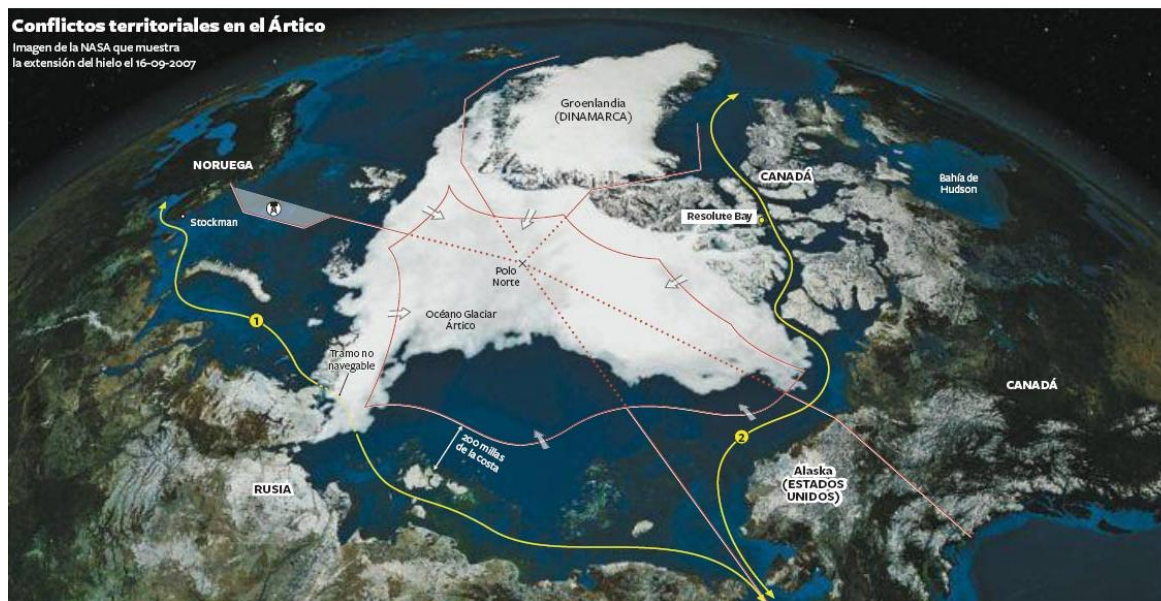 Conflictos territoriales en el Ártico
Imagen de la NASA que muestra
la extensión del hielo el 16-09-2007
Groenlandia
(DINAMARCA)
NORUEGA
CANADÁ
Bahía de
Hudson
Stockman
Resolute Bay
Polo
Norte
Océano Glaciar
Ártico
1
Tramo no
navegable
CANADÁ
2
200 millas
de la costa
Alaska
(ESTADOS
UNIDOS)
RUSIA